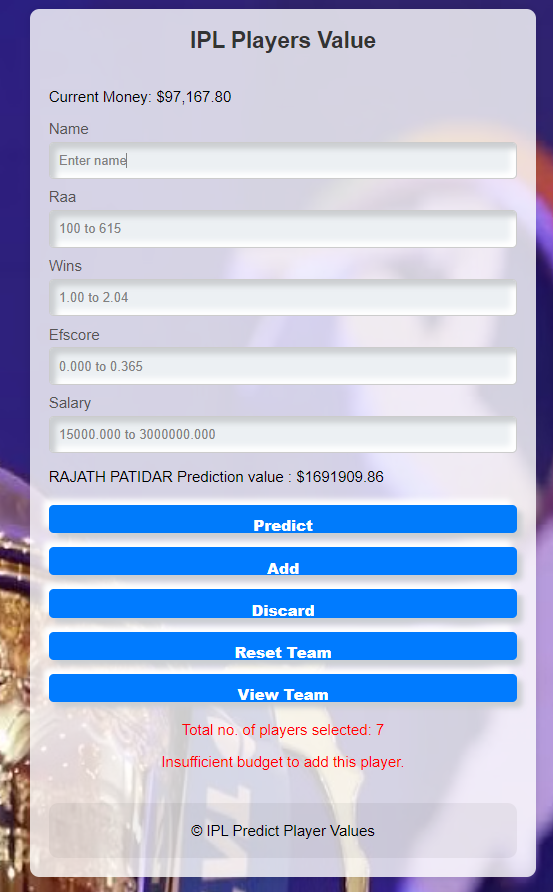 IPL Players Value
Current Money: $97,167.80
Name
Enter name
Raa
100 to 615
Wins
1.00 to 2.04
Efscore
0.000 to 0.365
Salary
15000.000 to 3000000.000
RAJATH PATIDAR Prediction value : $1691909.86
Predict
Add
Discard
Reset Team
View Team
Total no. of players selected: 7
Insufficient budget to add this player.
© IPL Predict Player Values